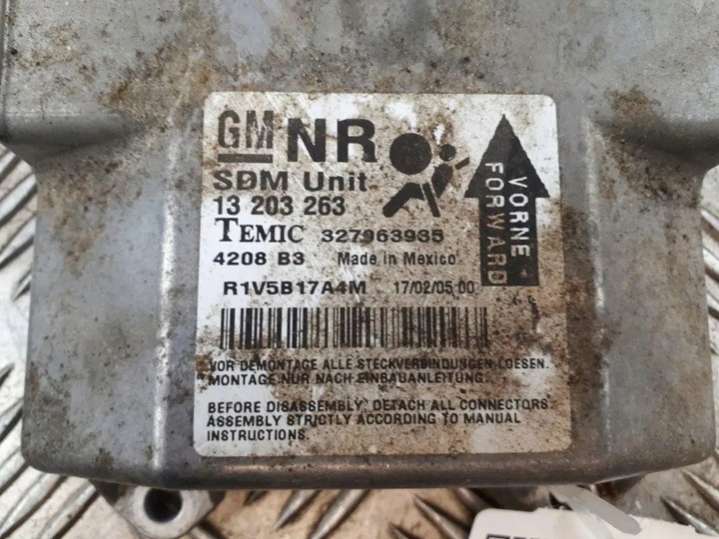 GM NR
SDM Unit
13 203 263
TEMIC 327963935
4208 B3 Made in Mexico
R1V5B17A4M 17/02/05 00
VORNE
FORWARD
VOR DEMONTAGE ALLE STECKVERBINDUNGEN LOESEN.
MONTAGE NUR NACH EINBAUANLEITUNG.
BEFORE DISASSEMBLY, DETACH ALL CONNECTORS.
ASSEMBLY STRICTLY ACCORDING TO MANUAL
INSTRUCTIONS.